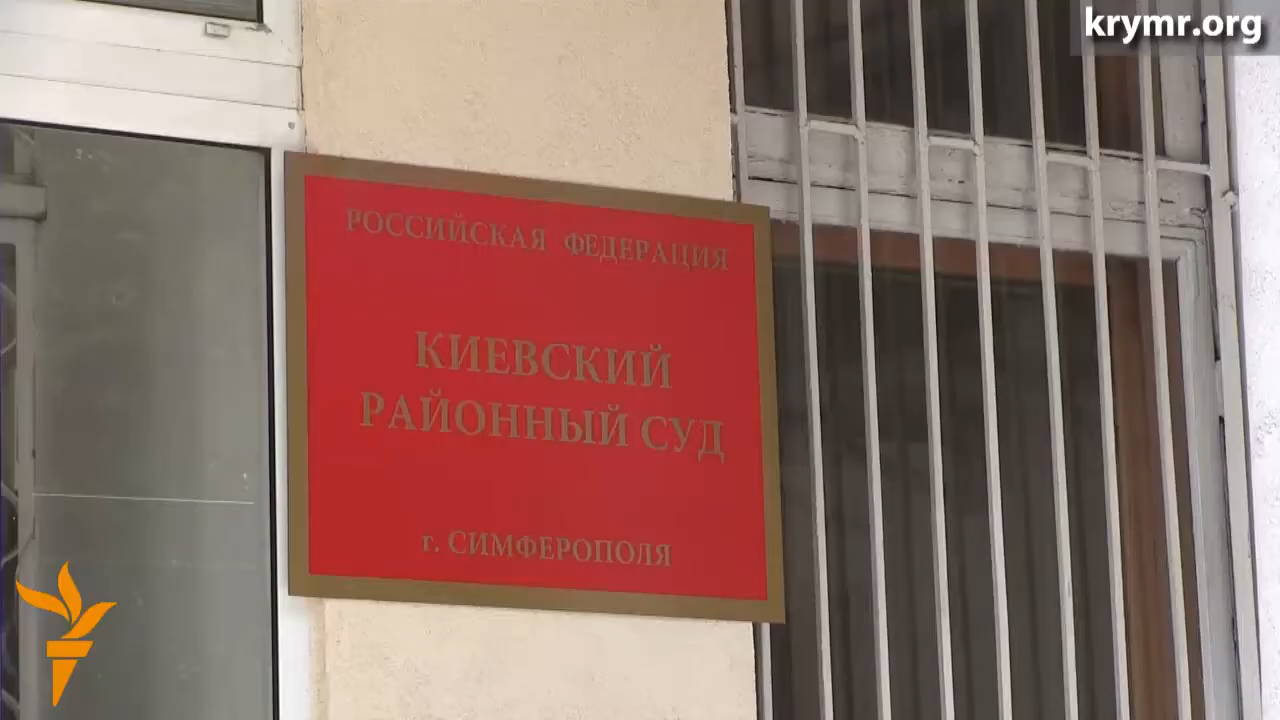 krymr.org
РОССИЙСКАЯ ФЕДЕРАЦИЯ
КИЕВСКИЙ
РАЙОННЫЙ СУД
г. СИМФЕРОПОЛЯ